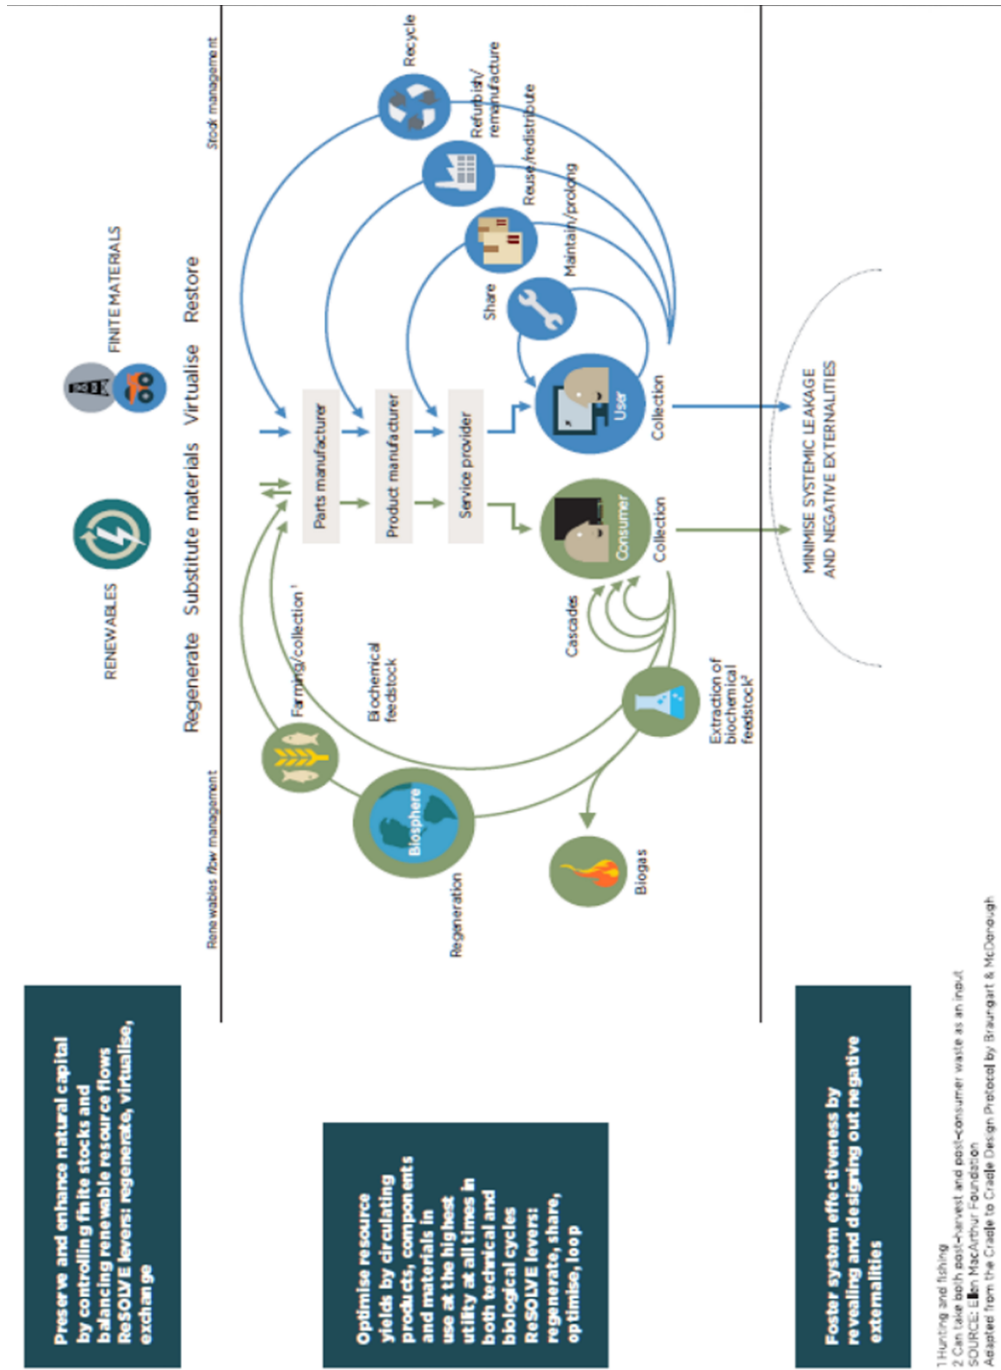 Preserve and enhance natural capital
by controlling finite stocks and
balancing renewable resource flows
ReSOLVE levers: regenerate, virtualise,
exchange
RENEWABLES
FINITE MATERIALS
Regenerate Substitute materials Virtualise Restore
Renewables flow management
Stock management
Optimise resource
yields by circulating
products, components
and materials in
use at the highest
utility at all times in
both technical and
biological cycles
ReSOLVE levers:
regenerate, share,
optimise, loop
Farming/collection¹
Biochemical
feedstock
Biosphere
Regeneration
Biogas
Extraction of
biochemical
feedstock²
Cascades
Parts manufacturer
Product manufacturer
Service provider
Consumer
User
Collection
Collection
Share
Maintain/prolong
Reuse/redistribute
Refurbish/
remanufacture
Recycle
Foster system effectiveness by
revealing and designing out negative
externalities
MINIMISE SYSTEMIC LEAKAGE
AND NEGATIVE EXTERNALITIES
1 Hunting and fishing
2 Can take both post-harvest and post-consumer waste as an input
SOURCE: Ellen MacArthur Foundation
Adapted from the Cradle to Cradle Design Protocol by Braungart & McDonough